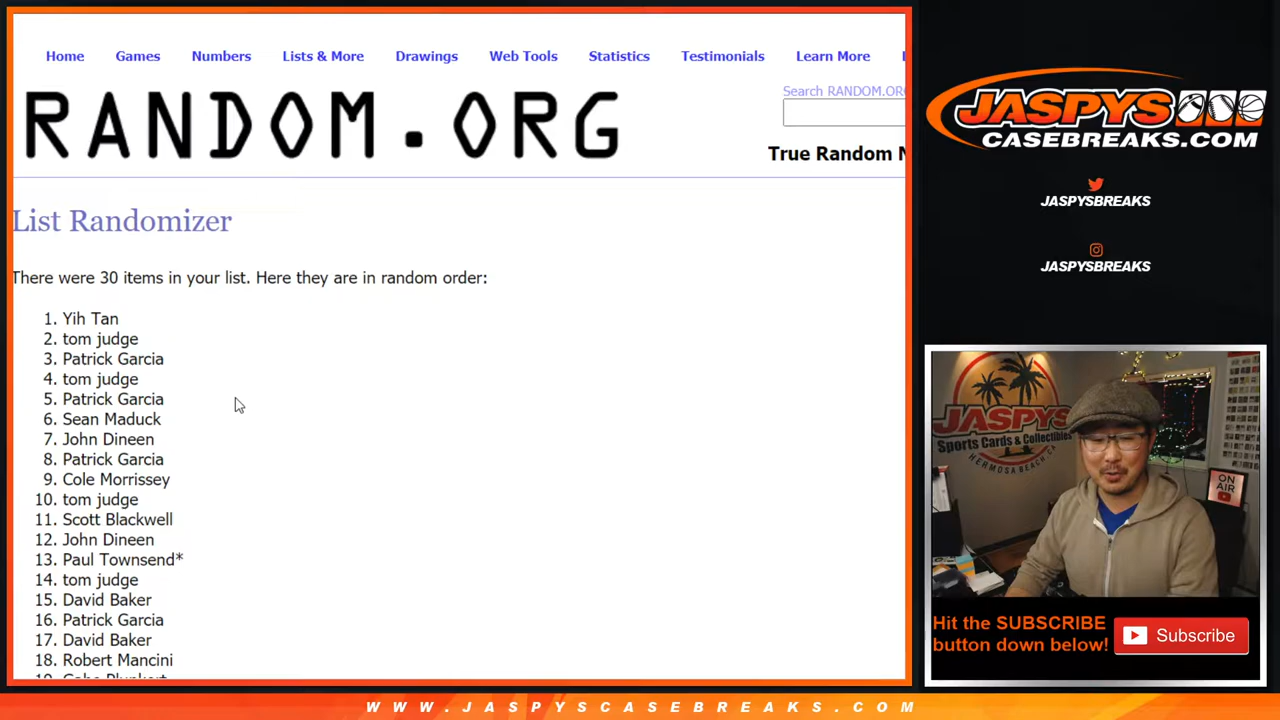 Home Games Numbers Lists & More Drawings Web Tools Statistics Testimonials Learn More
RANDOM.ORG
Search RANDOM.ORG
True Random N
List Randomizer
There were 30 items in your list. Here they are in random order:
1. Yih Tan
2. tom judge
3. Patrick Garcia
4. tom judge
5. Patrick Garcia
6. Sean Maduck
7. John Dineen
8. Patrick Garcia
9. Cole Morrissey
10. tom judge
11. Scott Blackwell
12. John Dineen
13. Paul Townsend*
14. tom judge
15. David Baker
16. Patrick Garcia
17. David Baker
18. Robert Mancini
JASPYS
CASEBREAKS.COM
JASPYSBREAKS
JASPYSBREAKS
JASPYS
Sports Cards & Collectibles
HERMOSA BEACH, CA
ON AIR
Hit the SUBSCRIBE
button down below!
Subscribe
WWW.JASPYSCASEBREAKS.COM